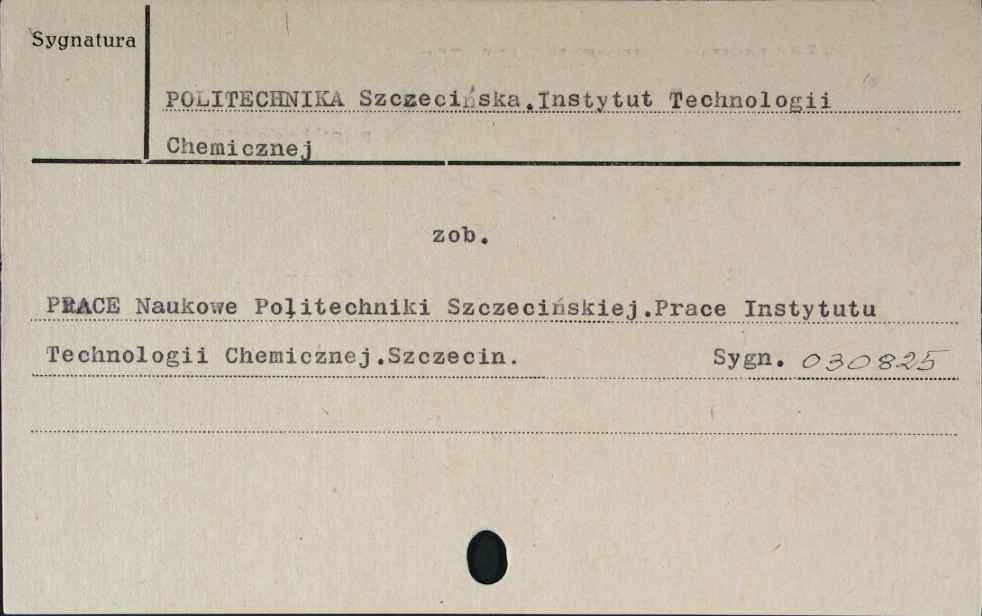 Sygnatura
POLITECHNIKA Szczecińska.Instytut Technologii
Chemicznej
zob.
PRACE Naukowe Politechniki Szczecińskiej.Prace Instytutu
Technologii Chemicznej.Szczecin. Sygn. 030825